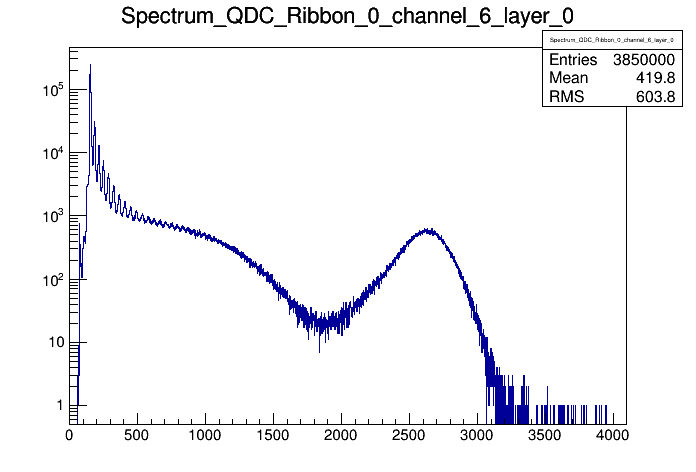 Spectrum_QDC_Ribbon_0_channel_6_layer_0
Spectrum_QDC_Ribbon_0_channel_6_layer_0
Entries 3850000
Mean 419.8
RMS 603.8
10^5
10^4
10^3
10^2
10
1
0 500 1000 1500 2000 2500 3000 3500 4000